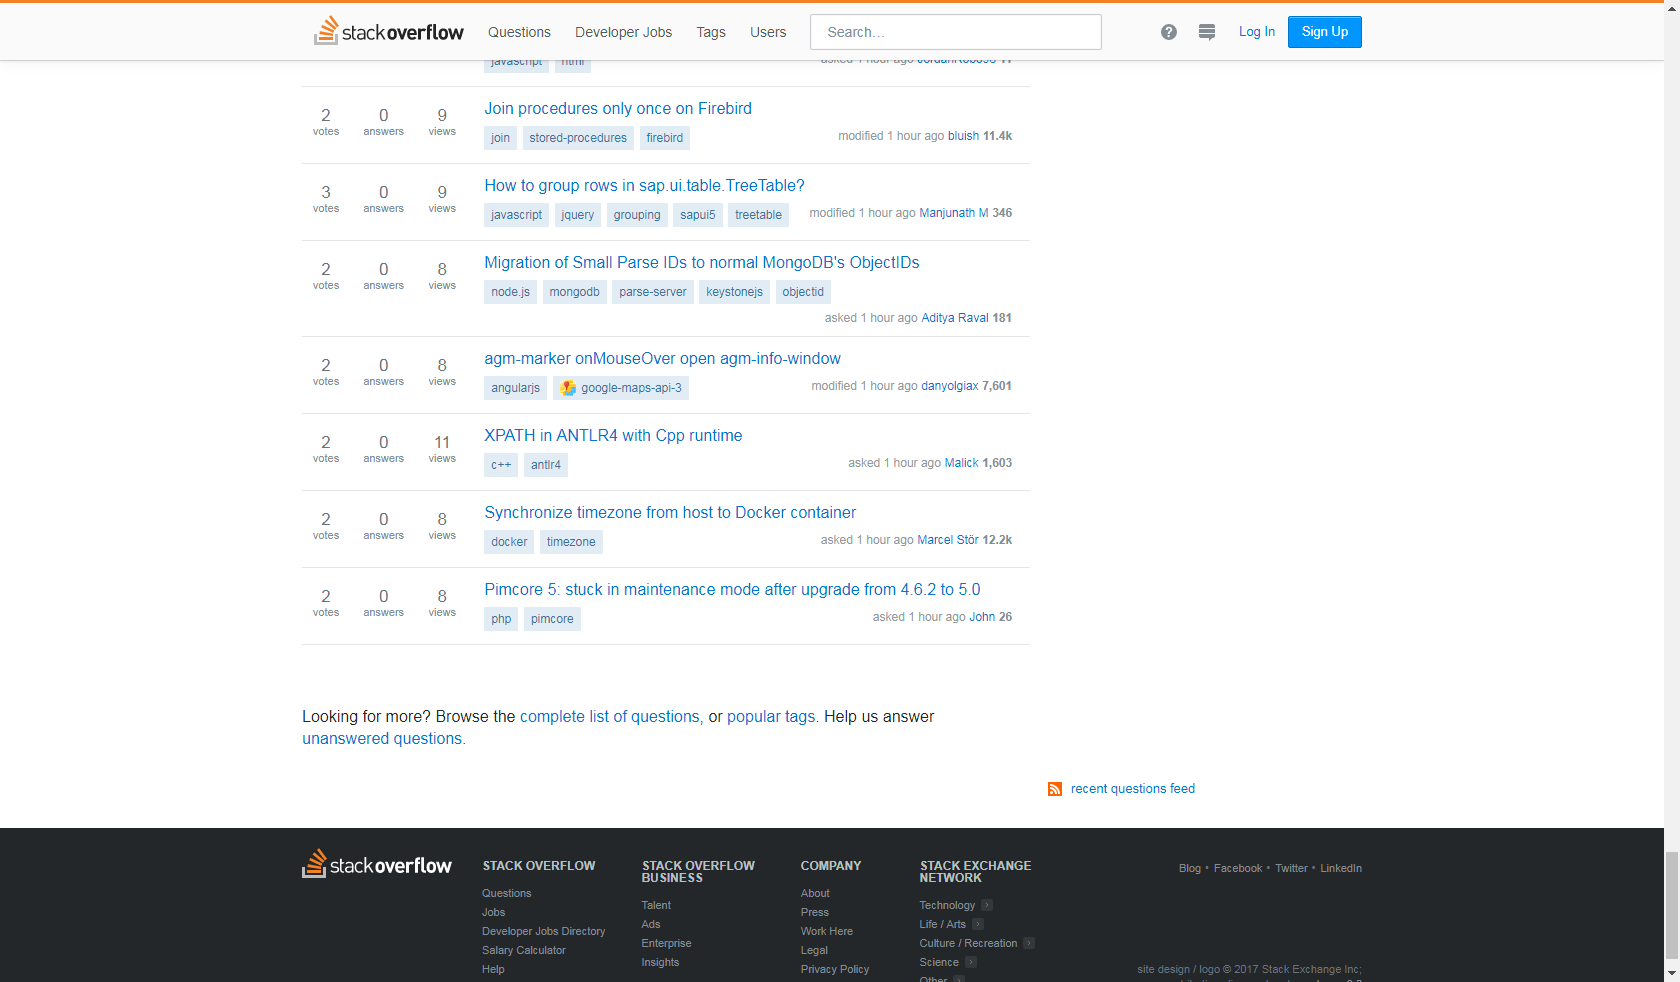 stackoverflow Questions Developer Jobs Tags Users Search... Log In Sign Up
javascript html asked 1 hour ago
2 votes 0 answers 9 views
Join procedures only once on Firebird
join stored-procedures firebird
modified 1 hour ago bluish 11.4k
3 votes 0 answers 9 views
How to group rows in sap.ui.table.TreeTable?
javascript jquery grouping sapui5 treetable
modified 1 hour ago Manjunath M 346
2 votes 0 answers 8 views
Migration of Small Parse IDs to normal MongoDB's ObjectIDs
node.js mongodb parse-server keystonejs objectid
asked 1 hour ago Aditya Raval 181
2 votes 0 answers 8 views
agm-marker onMouseOver open agm-info-window
angularjs google-maps-api-3
modified 1 hour ago danyolgiax 7,601
2 votes 0 answers 11 views
XPATH in ANTLR4 with Cpp runtime
c++ antlr4
asked 1 hour ago Malick 1,603
2 votes 0 answers 8 views
Synchronize timezone from host to Docker container
docker timezone
asked 1 hour ago Marcel Stör 12.2k
2 votes 0 answers 8 views
Pimcore 5: stuck in maintenance mode after upgrade from 4.6.2 to 5.0
php pimcore
asked 1 hour ago John 26
Looking for more? Browse the complete list of questions, or popular tags. Help us answer
unanswered questions.
recent questions feed
stackoverflow
STACK OVERFLOW
Questions
Jobs
Developer Jobs Directory
Salary Calculator
Help
STACK OVERFLOW
BUSINESS
Talent
Ads
Enterprise
Insights
COMPANY
About
Press
Work Here
Legal
Privacy Policy
STACK EXCHANGE
NETWORK
Technology
Life / Arts
Culture / Recreation
Science
Other
Blog • Facebook • Twitter • LinkedIn
site design / logo © 2017 Stack Exchange Inc;